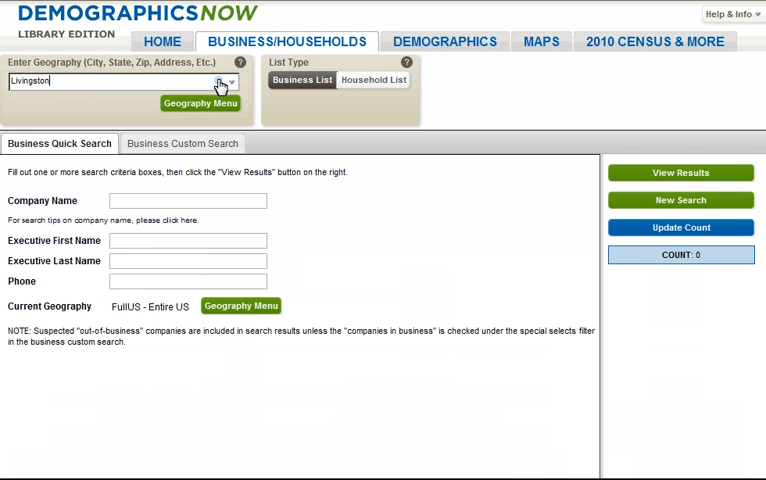 DEMOGRAPHICSNOW
LIBRARY EDITION
Help & Info
HOME BUSINESS/HOUSEHOLDS DEMOGRAPHICS MAPS 2010 CENSUS & MORE
Enter Geography (City, State, Zip, Address, Etc.) ? List Type ?
Livingston Business List Household List
Geography Menu
Business Quick Search Business Custom Search
Fill out one or more search criteria boxes, then click the "View Results" button on the right.
View Results
Company Name
New Search
For search tips on company name, please click here.
Update Count
Executive First Name
COUNT: 0
Executive Last Name
Phone
Current Geography FullUS - Entire US Geography Menu
NOTE: Suspected "out-of-business" companies are included in search results unless the "companies in business" is checked under the special selects filter
in the business custom search.